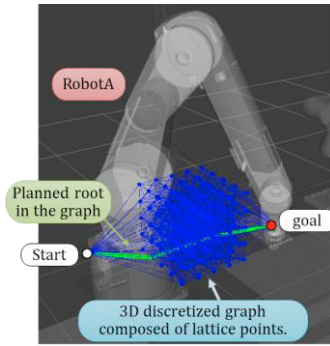 RobotA
Planned root
in the graph
goal
Start
3D discretized graph
composed of lattice points.